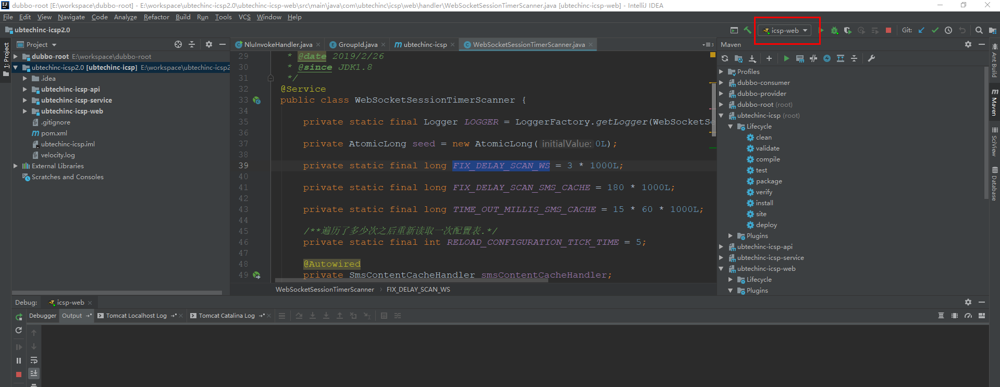 dubbo-root [E:\workspace\dubbo-root] - E:\workspace\ubtechinc-icsp2.0\ubtechinc-icsp-web\src\main\java\com\ubtechinc\icsp\web\handler\WebSocketSessionTimerScanner.java [ubtechinc-icsp-web] - IntelliJ IDEA
File Edit View Navigate Code Analyze Refactor Build Run Tools VCS Window Help
ubtechinc-icsp2.0
icsp-web
Git:
1: Project
Project
dubbo-root E:\workspace\dubbo-root
ubtechinc-icsp2.0 [ubtechinc-icsp] E:\workspace\ubtechinc-icsp2
.idea
ubtechinc-icsp-api
ubtechinc-icsp-service
ubtechinc-icsp-web
.gitignore
pom.xml
ubtechinc-icsp.iml
velocity.log
External Libraries
Scratches and Consoles
NluInvokeHandler.java GroupId.java ubtechinc-icsp WebSocketSessionTimerScanner.java
29 * @date 2019/2/26
30 * @since JDK1.8
31 */
32 @Service
33 public class WebSocketSessionTimerScanner {
34
35 private static final Logger LOGGER = LoggerFactory.getLogger(WebSocketSe
36
37 private AtomicLong seed = new AtomicLong( initialValue: 0L);
38
39 private static final long FIX_DELAY_SCAN_WS = 3 * 1000L;
40
41 private static final long FIX_DELAY_SCAN_SMS_CACHE = 180 * 1000L;
42
43 private static final long TIME_OUT_MILLIS_SMS_CACHE = 15 * 60 * 1000L;
44
45 /**遍历了多少次之后重新读取一次配置表.*/
46 private static final int RELOAD_CONFIGURATION_TICK_TIME = 5;
47
48 @Autowired
49 private SmsContentCacheHandler smsContentCacheHandler;
WebSocketSessionTimerScanner › FIX_DELAY_SCAN_WS
Maven
Profiles
dubbo-consumer
dubbo-provider
dubbo-root (root)
ubtechinc-icsp (root)
Lifecycle
clean
validate
compile
test
package
verify
install
site
deploy
Plugins
ubtechinc-icsp-api
ubtechinc-icsp-service
ubtechinc-icsp-web
Lifecycle
Plugins
Ant Build
Maven
SciView
Database
Debug: icsp-web
Debugger Output Tomcat Localhost Log Tomcat Catalina Log